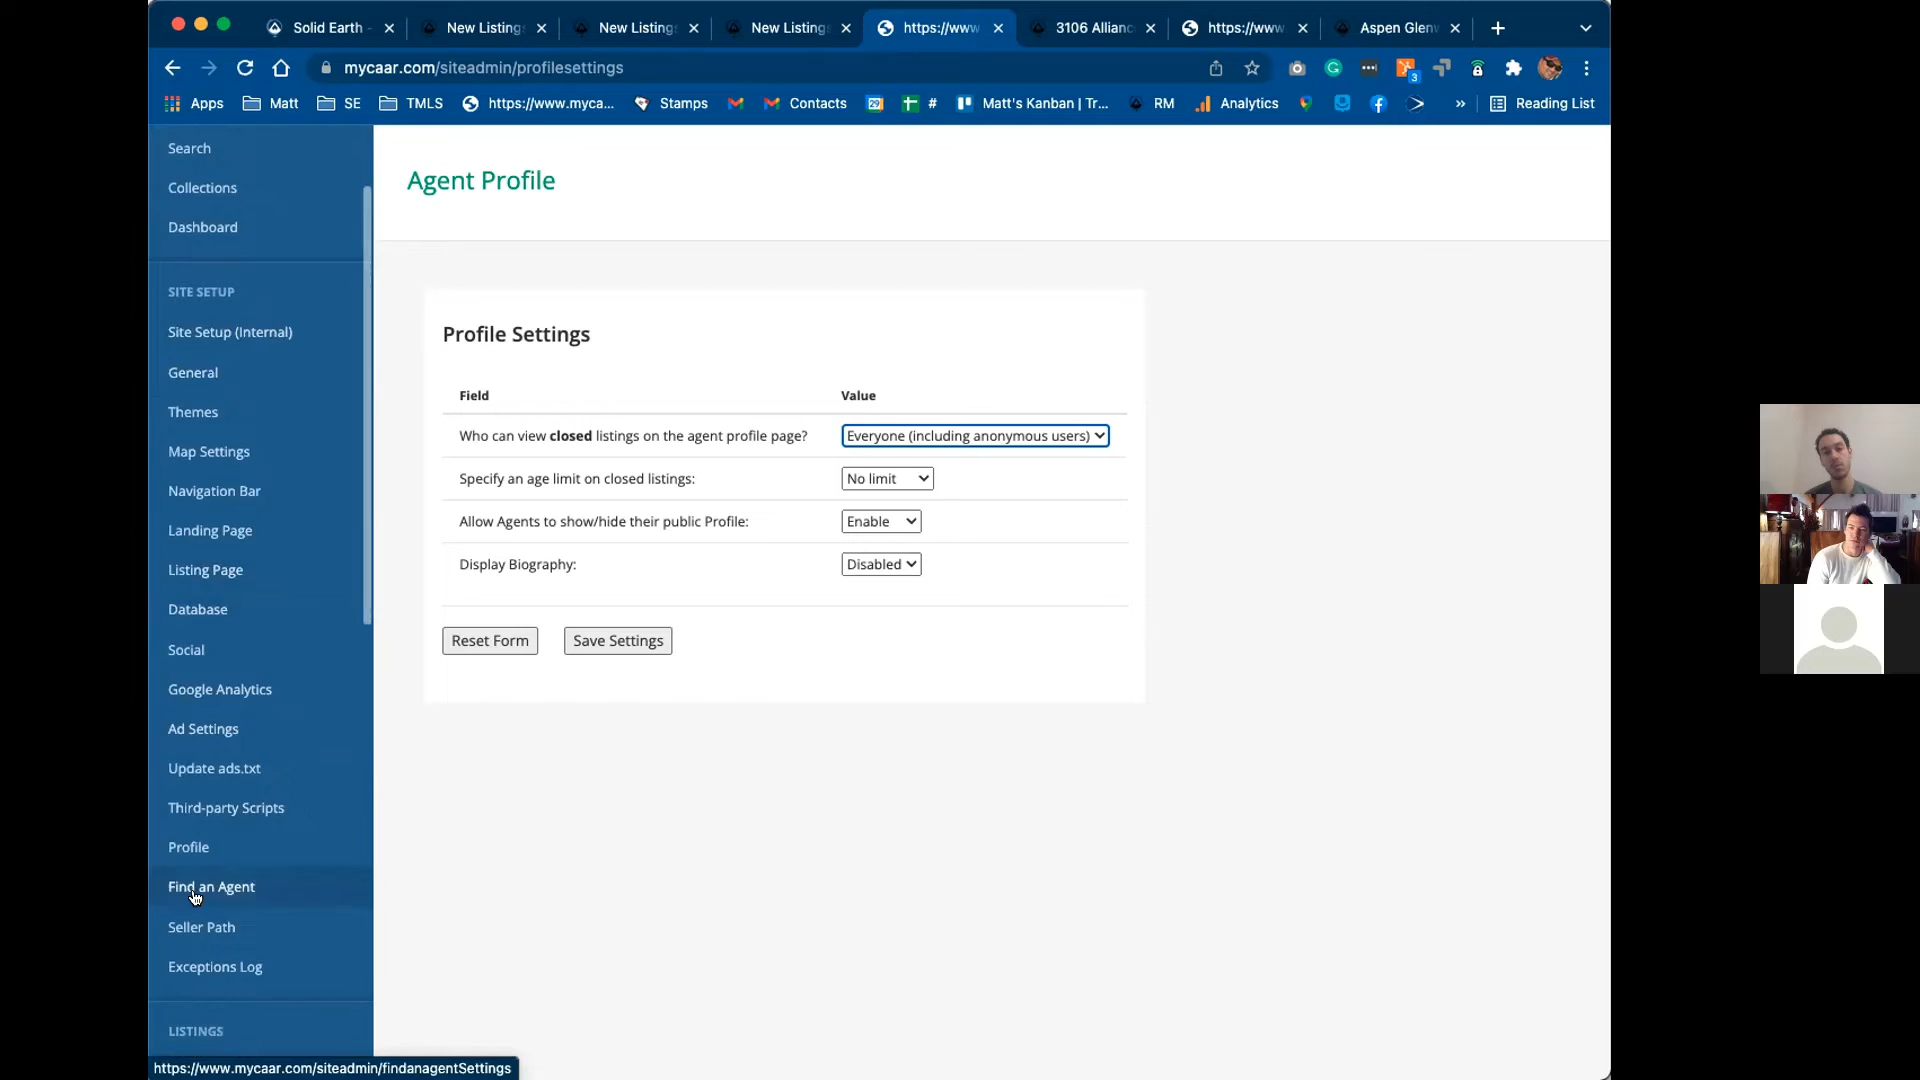 Solid Earth -
New Listing
New Listing
New Listing
https://www
3106 Allianc
https://www
Aspen Glenw
mycaar.com/siteadmin/profilesettings
3
Apps
Matt
SE
TMLS
https://www.myca...
Stamps
Contacts
29
#
Matt's Kanban | Tr...
RM
Analytics
»
Reading List
Search
Collections
Dashboard
SITE SETUP
Site Setup (Internal)
General
Themes
Map Settings
Navigation Bar
Landing Page
Listing Page
Database
Social
Google Analytics
Ad Settings
Update ads.txt
Third-party Scripts
Profile
Find an Agent
Seller Path
Exceptions Log
LISTINGS
https://www.mycaar.com/siteadmin/findanagentSettings
Agent Profile
Profile Settings
Field Value
Who can view closed listings on the agent profile page? Everyone (including anonymous users)
Specify an age limit on closed listings: No limit
Allow Agents to show/hide their public Profile: Enable
Display Biography: Disabled
Reset Form Save Settings